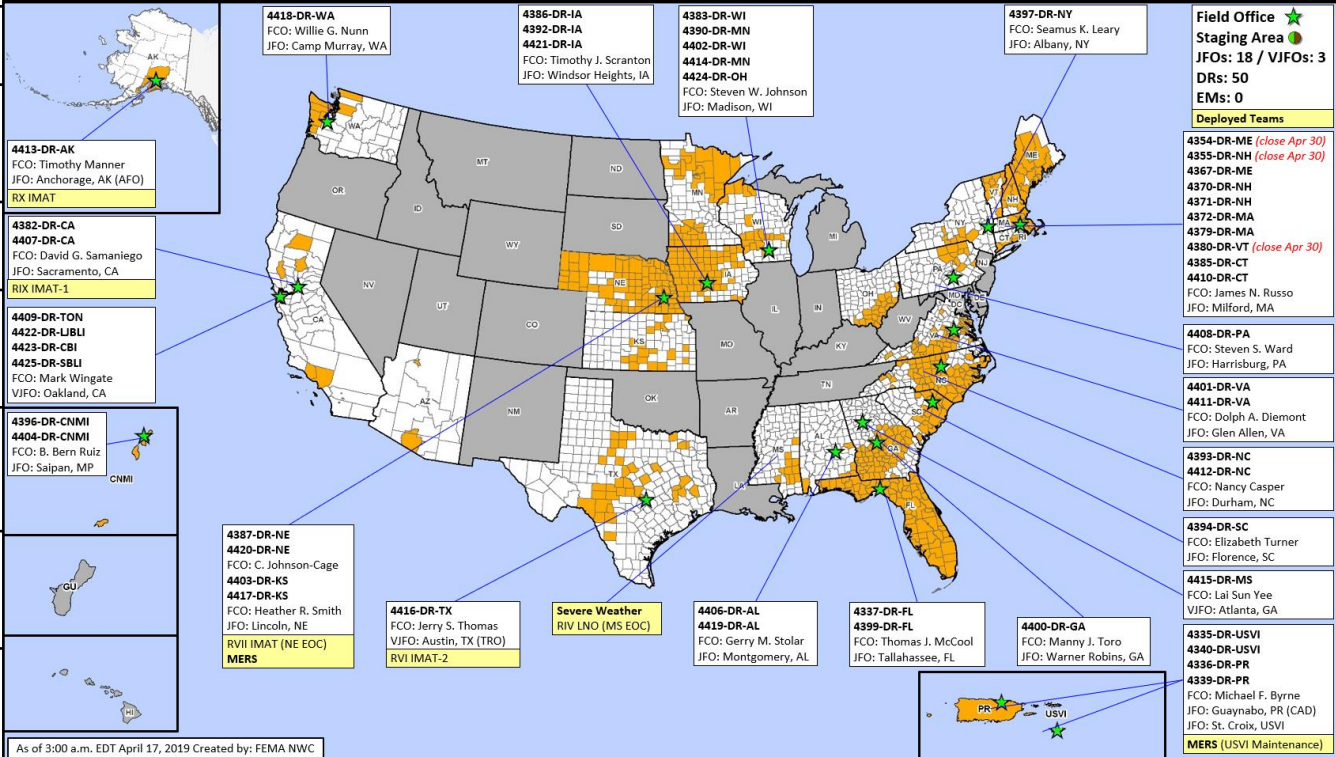 4418-DR-WA
FCO: Willie G. Nunn
JFO: Camp Murray, WA
4386-DR-IA
4392-DR-IA
4421-DR-IA
FCO: Timothy J. Scranton
JFO: Windsor Heights, IA
4383-DR-WI
4390-DR-MN
4402-DR-WI
4414-DR-MN
4424-DR-OH
FCO: Steven W. Johnson
JFO: Madison, WI
4397-DR-NY
FCO: Seamus K. Leary
JFO: Albany, NY
Field Office
Staging Area
JFOs: 18 / VJFOs: 3
DRs: 50
EMs: 0
Deployed Teams
AK
4413-DR-AK
FCO: Timothy Manner
JFO: Anchorage, AK (AFO)
RX IMAT
4382-DR-CA
4407-DR-CA
FCO: David G. Samaniego
JFO: Sacramento, CA
RIX IMAT-1
4409-DR-TON
4422-DR-LJBLI
4423-DR-CBI
4425-DR-SBLI
FCO: Mark Wingate
VJFO: Oakland, CA
4396-DR-CNMI
4404-DR-CNMI
FCO: B. Bern Ruiz
JFO: Saipan, MP
CNMI
GU
HI
WA
MT
ND
MN
OR
ID
SD
WI
MI
WY
NE
IA
NV
UT
CO
KS
MO
IL
IN
OH
KY
WV
CA
AZ
NM
OK
AR
TN
TX
LA
MS
AL
GA
FL
SC
NC
VA
MD
DC
DE
PA
NJ
NY
CT
RI
MA
VT
NH
ME
4354-DR-ME (close Apr 30)
4355-DR-NH (close Apr 30)
4367-DR-ME
4370-DR-NH
4371-DR-NH
4372-DR-MA
4379-DR-MA
4380-DR-VT (close Apr 30)
4385-DR-CT
4410-DR-CT
FCO: James N. Russo
JFO: Milford, MA
4408-DR-PA
FCO: Steven S. Ward
JFO: Harrisburg, PA
4401-DR-VA
4411-DR-VA
FCO: Dolph A. Diemont
JFO: Glen Allen, VA
4393-DR-NC
4412-DR-NC
FCO: Nancy Casper
JFO: Durham, NC
4394-DR-SC
FCO: Elizabeth Turner
JFO: Florence, SC
4415-DR-MS
FCO: Lai Sun Yee
VJFO: Atlanta, GA
4387-DR-NE
4420-DR-NE
FCO: C. Johnson-Cage
4403-DR-KS
4417-DR-KS
FCO: Heather R. Smith
JFO: Lincoln, NE
RVII IMAT (NE EOC)
MERS
4416-DR-TX
FCO: Jerry S. Thomas
VJFO: Austin, TX (TRO)
RVI IMAT-2
Severe Weather
RIV LNO (MS EOC)
4406-DR-AL
4419-DR-AL
FCO: Gerry M. Stolar
JFO: Montgomery, AL
4337-DR-FL
4399-DR-FL
FCO: Thomas J. McCool
JFO: Tallahassee, FL
4400-DR-GA
FCO: Manny J. Toro
JFO: Warner Robins, GA
4335-DR-USVI
4340-DR-USVI
4336-DR-PR
4339-DR-PR
FCO: Michael F. Byrne
JFO: Guaynabo, PR (CAD)
JFO: St. Croix, USVI
MERS (USVI Maintenance)
PR
USVI
As of 3:00 a.m. EDT April 17, 2019 Created by: FEMA NWC